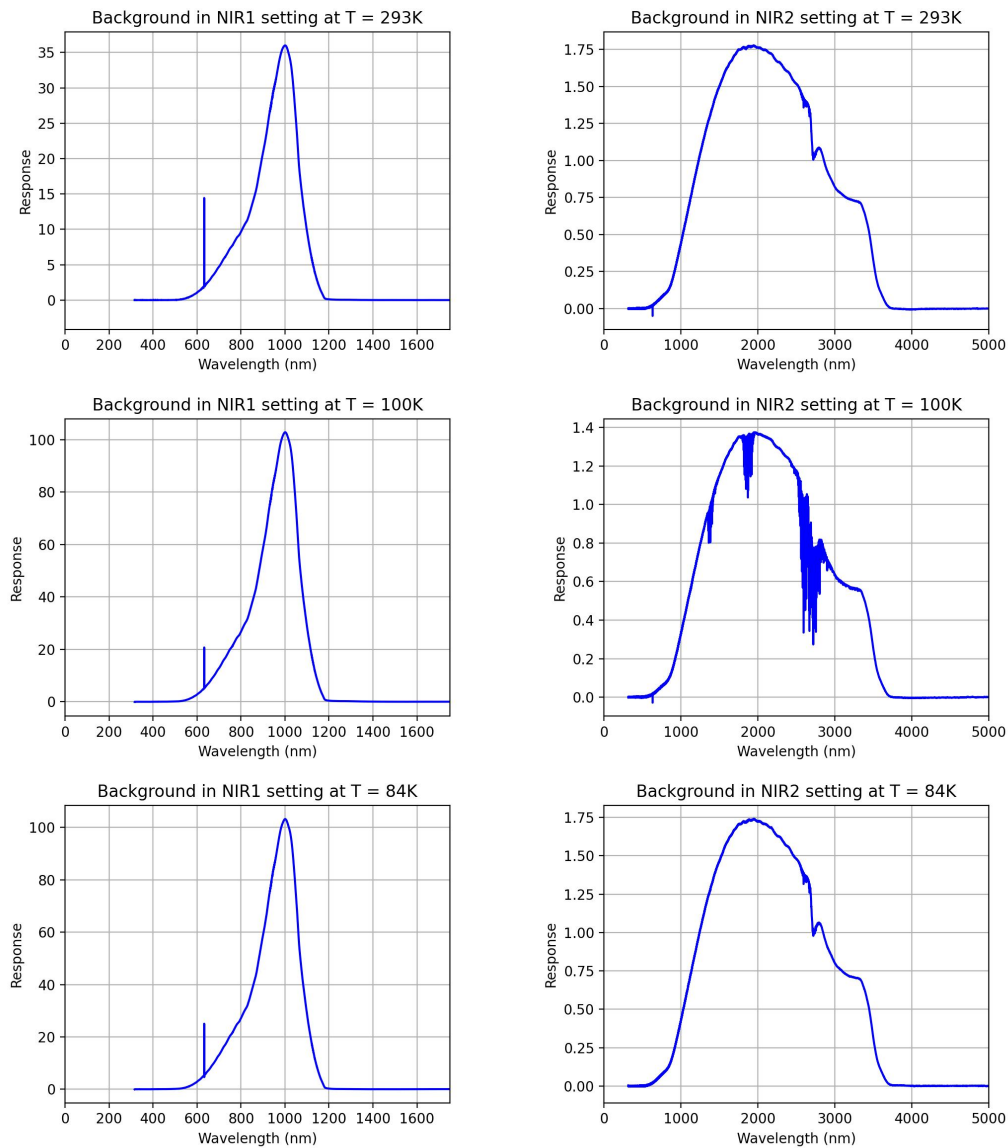 Background in NIR1 setting at T = 293K
35
30
25
20
15
10
5
0
Response
0 200 400 600 800 1000 1200 1400 1600
Wavelength (nm)
Background in NIR2 setting at T = 293K
1.75
1.50
1.25
1.00
0.75
0.50
0.25
0.00
Response
0 1000 2000 3000 4000 5000
Wavelength (nm)
Background in NIR1 setting at T = 100K
100
80
60
40
20
0
Response
0 200 400 600 800 1000 1200 1400 1600
Wavelength (nm)
Background in NIR2 setting at T = 100K
1.4
1.2
1.0
0.8
0.6
0.4
0.2
0.0
Response
0 1000 2000 3000 4000 5000
Wavelength (nm)
Background in NIR1 setting at T = 84K
100
80
60
40
20
0
Response
0 200 400 600 800 1000 1200 1400 1600
Wavelength (nm)
Background in NIR2 setting at T = 84K
1.75
1.50
1.25
1.00
0.75
0.50
0.25
0.00
Response
0 1000 2000 3000 4000 5000
Wavelength (nm)